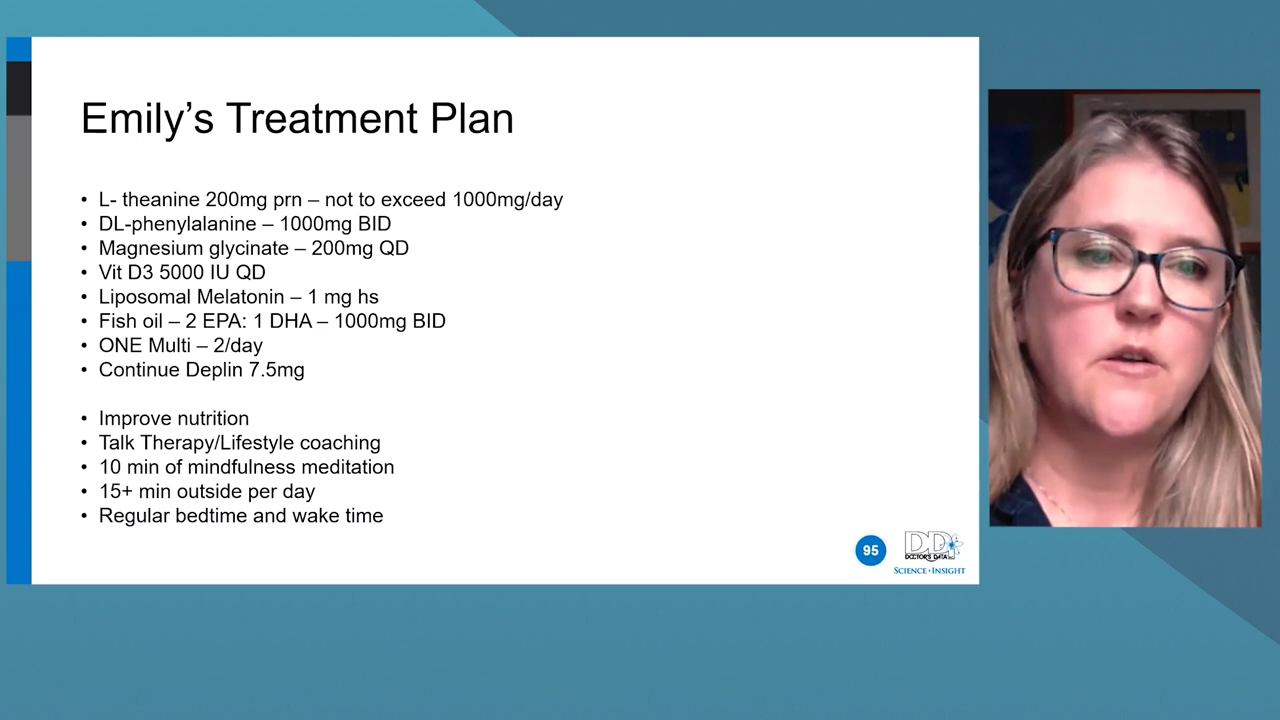 Emily's Treatment Plan
• L- theanine 200mg prn – not to exceed 1000mg/day
• DL-phenylalanine – 1000mg BID
• Magnesium glycinate – 200mg QD
• Vit D3 5000 IU QD
• Liposomal Melatonin – 1 mg hs
• Fish oil – 2 EPA: 1 DHA – 1000mg BID
• ONE Multi – 2/day
• Continue Deplin 7.5mg
• Improve nutrition
• Talk Therapy/Lifestyle coaching
• 10 min of mindfulness meditation
• 15+ min outside per day
• Regular bedtime and wake time
95
DDI
DOCTOR'S DATA
SCIENCE + INSIGHT